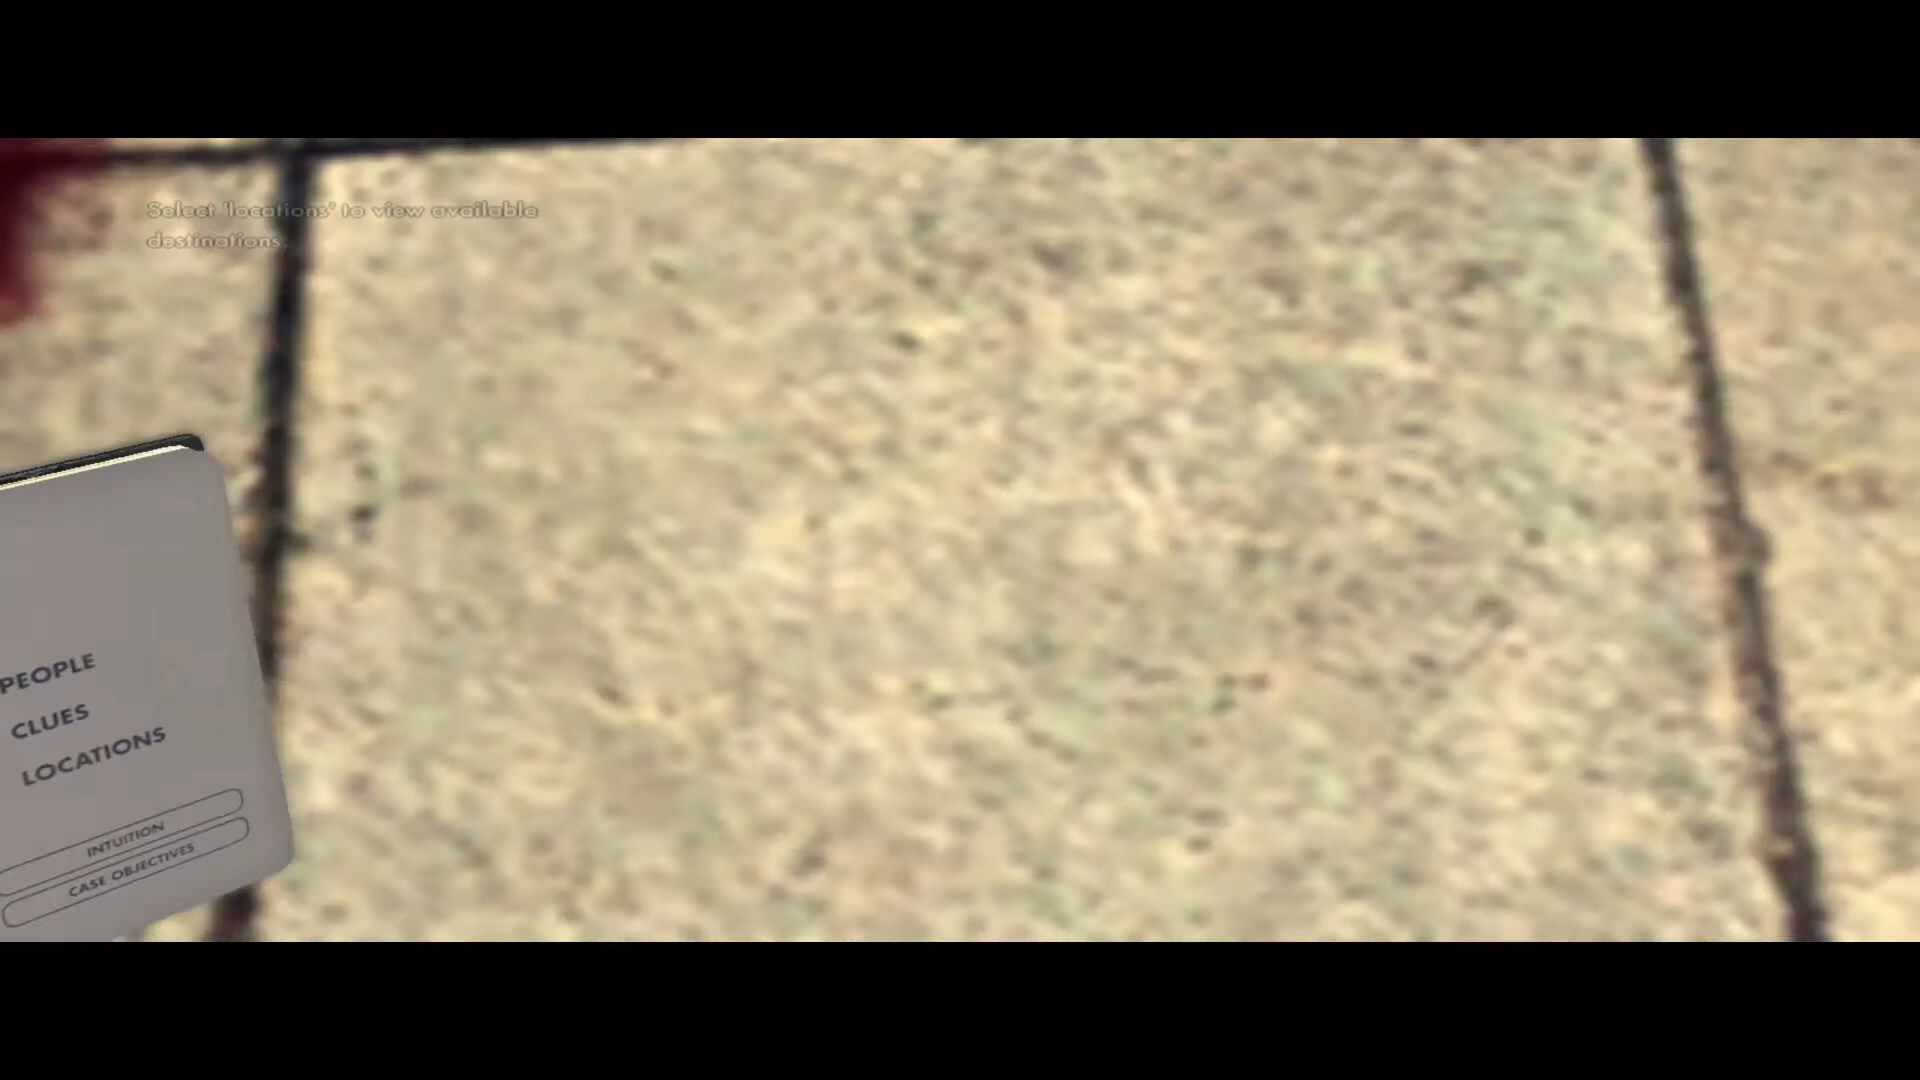 Select 'locations' to view available
destinations.
PEOPLE
CLUES
LOCATIONS
INTUITION
CASE OBJECTIVES